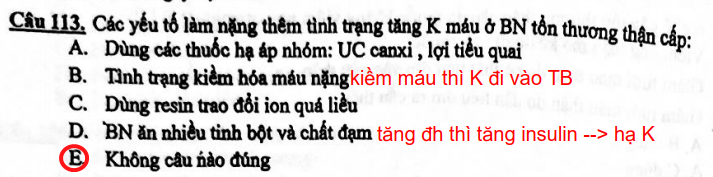 Câu 113. Các yếu tố làm nặng thêm tình trạng tăng K máu ở BN tổn thương thận cấp:
A. Dùng các thuốc hạ áp nhóm: UC canxi , lợi tiểu quai
B. Tình trạng kiềm hóa máu nặng kiềm máu thì K đi vào TB
C. Dùng resin trao đổi ion quá liều
D. BN ăn nhiều tinh bột và chất đạm tăng đh thì tăng insulin --> hạ K
E. Không câu nào đúng